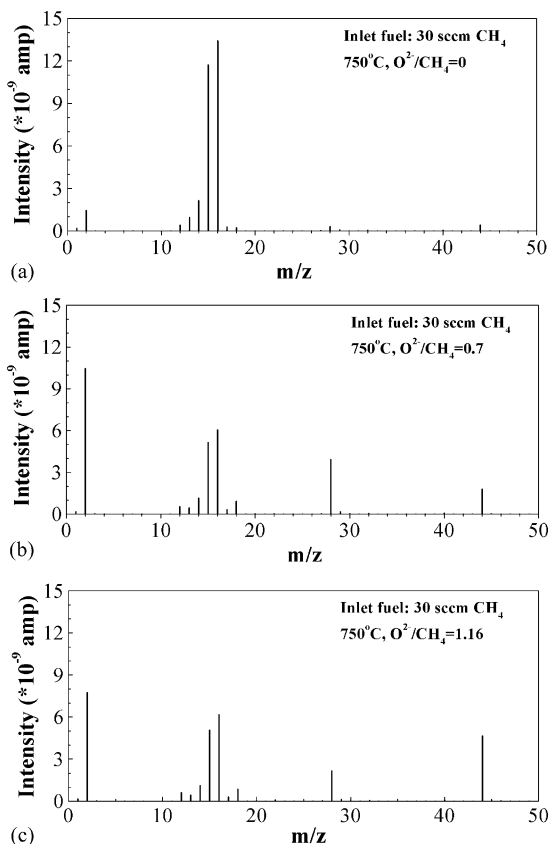 15
12
9
6
3
0
Intensity (*10⁻⁹ amp)
Inlet fuel: 30 sccm CH₄
750°C, O²⁻/CH₄=0
0 10 20 30 40 50
(a)
m/z
15
12
9
6
3
0
Intensity (*10⁻⁹ amp)
Inlet fuel: 30 sccm CH₄
750°C, O²⁻/CH₄=0.7
0 10 20 30 40 50
(b)
m/z
15
12
9
6
3
0
Intensity (*10⁻⁹ amp)
Inlet fuel: 30 sccm CH₄
750°C, O²⁻/CH₄=1.16
0 10 20 30 40 50
(c)
m/z